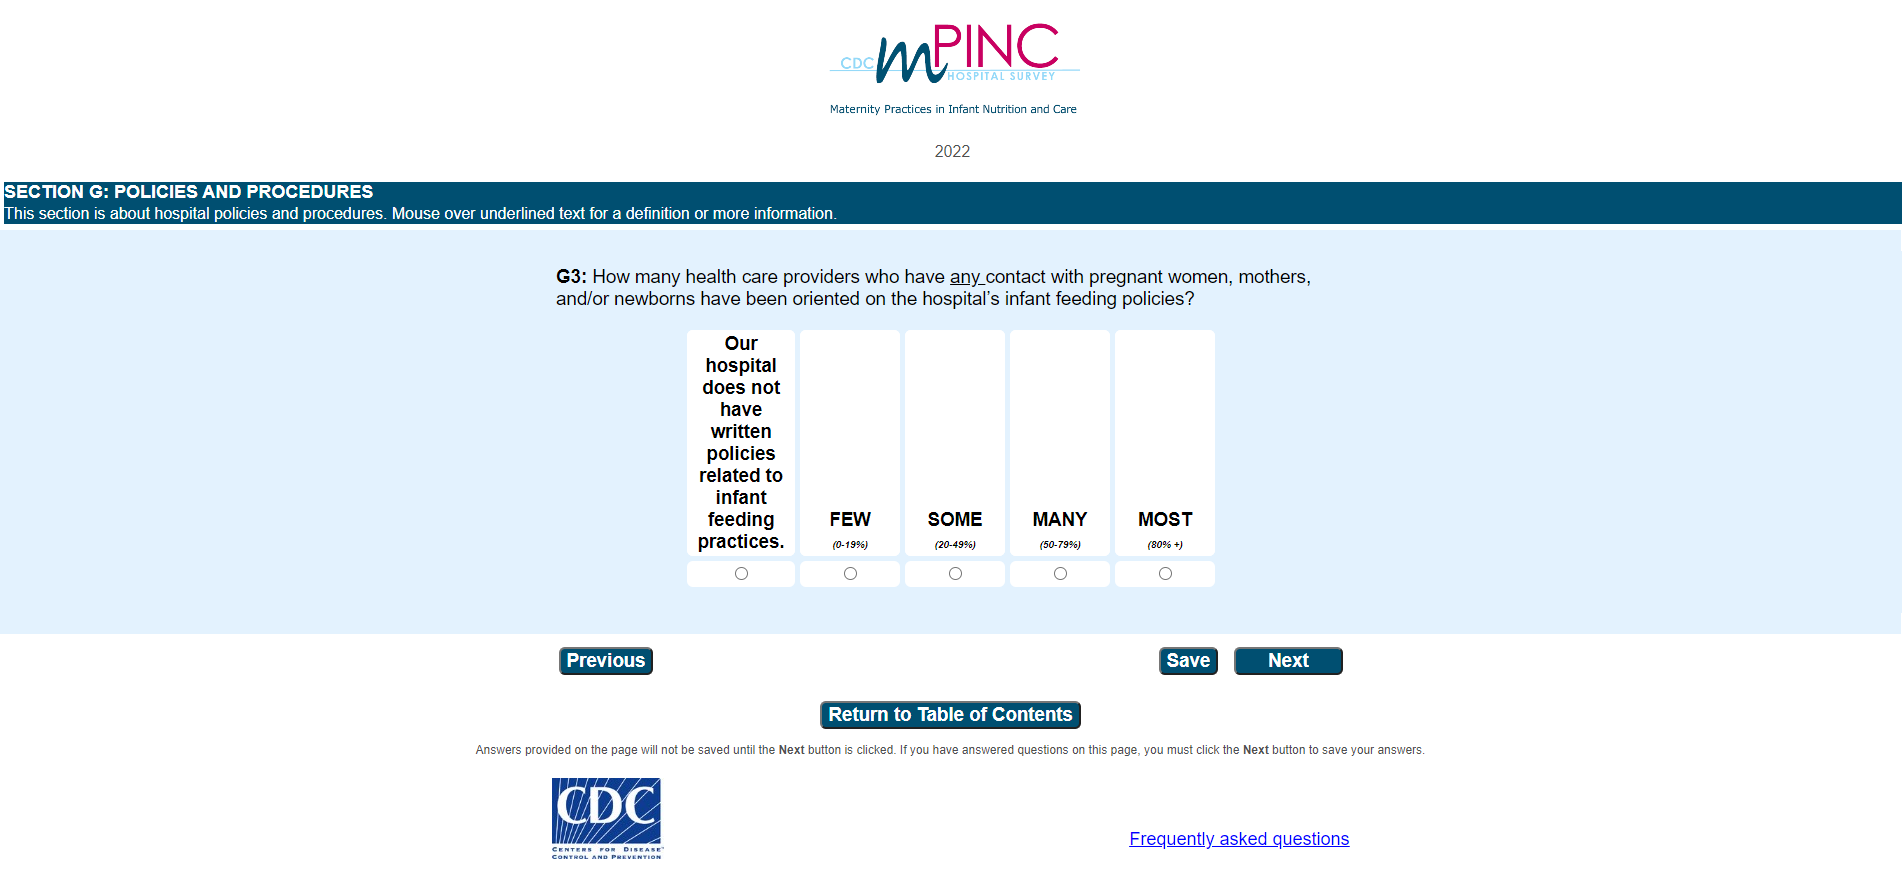 CDC mPINC
HOSPITAL SURVEY
Maternity Practices in Infant Nutrition and Care
2022
SECTION G: POLICIES AND PROCEDURES
This section is about hospital policies and procedures. Mouse over underlined text for a definition or more information.
G3: How many health care providers who have any contact with pregnant women, mothers,
and/or newborns have been oriented on the hospital’s infant feeding policies?
Our
hospital
does not
have
written
policies
related to
infant
feeding
practices.
FEW
(0-19%)
SOME
(20-49%)
MANY
(50-79%)
MOST
(80% +)
Previous
Save
Next
Return to Table of Contents
Answers provided on the page will not be saved until the Next button is clicked. If you have answered questions on this page, you must click the Next button to save your answers.
CDC
CENTERS FOR DISEASE™
CONTROL AND PREVENTION
Frequently asked questions